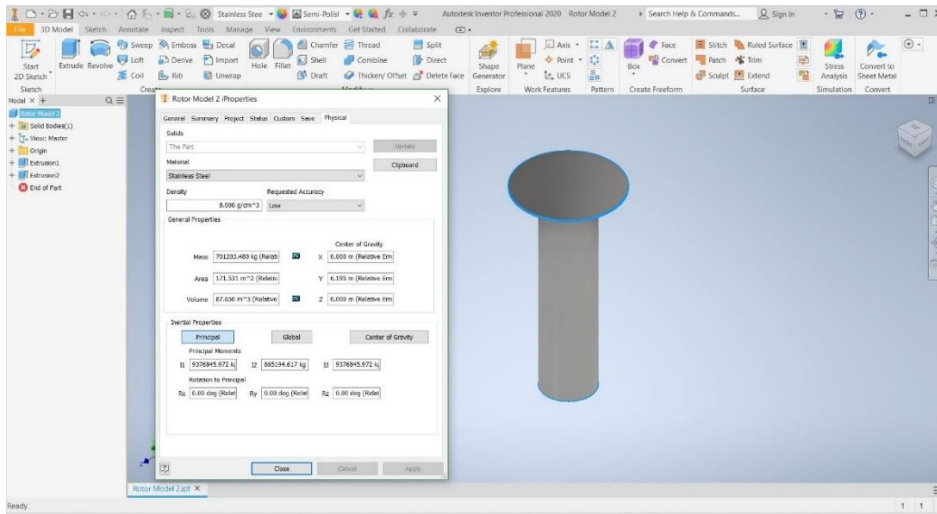 Stainless Stee
Semi-Polisl
Autodesk Inventor Professional 2020 Rotor Model 2
Search Help & Commands...
Sign In
File 3D Model Sketch Annotate Inspect Tools Manage View Environments Get Started Collaborate
Start 2D Sketch
Extrude Revolve
Sweep Emboss Decal
Loft Derive Import
Coil Rib Unwrap
Hole Fillet
Chamfer Thread Split
Shell Combine Direct
Draft Thicken/ Offset Delete Face
Shape Generator
Plane
Axis
Point
UCS
Box
Face
Convert
Stitch Ruled Surface
Patch Trim
Sculpt Extend
Stress Analysis
Convert to Sheet Metal
Sketch Explore Work Features Pattern Create Freeform Surface Simulation Convert
Model X +
Rotor Model 2
Solid Bodies(1)
View: Master
Origin
Extrusion1
Extrusion2
End of Part
Rotor Model 2 iProperties
General Summary Project Status Custom Save Physical
Solids
The Part
Update
Material
Clipboard
Stainless Steel
Density Requested Accuracy
8.000 g/cm^3 Low
General Properties
Center of Gravity
Mass 701203.480 kg (Relati X 0.000 m (Relative Erro
Area 171.531 m^2 (Relativ Y 6.195 m (Relative Erro
Volume 87.650 m^3 (Relative Z 0.000 m (Relative Erro
Inertial Properties
Principal Global Center of Gravity
Principal Moments
I1 9376845.972 k I2 865194.617 kg I3 9376845.972 k
Rotation to Principal
Rx 0.00 deg (Relat Ry 0.00 deg (Relat Rz 0.00 deg (Relat
Close Cancel Apply
Rotor Model 2.ipt X
Ready
1 1